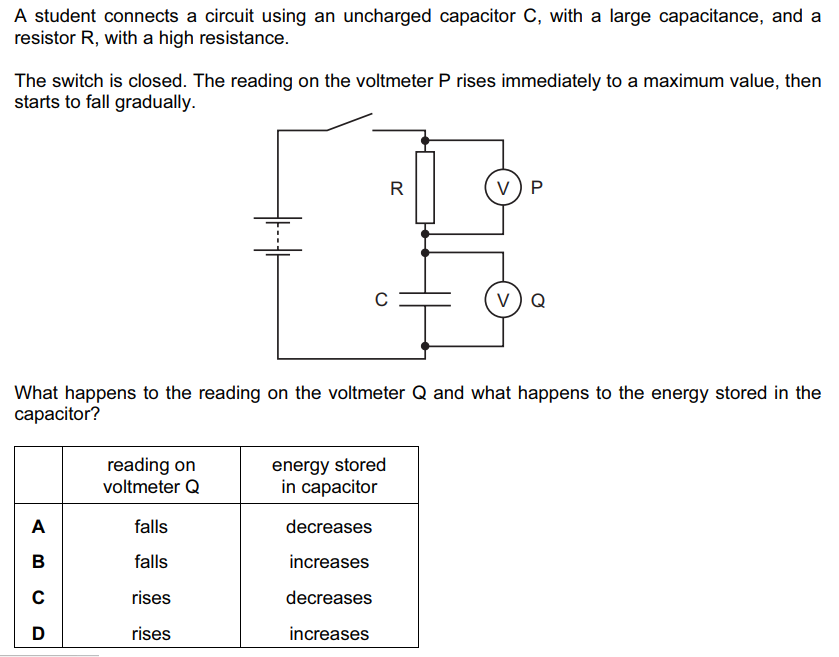 A student connects a circuit using an uncharged capacitor C, with a large capacitance, and a
resistor R, with a high resistance.
The switch is closed. The reading on the voltmeter P rises immediately to a maximum value, then
starts to fall gradually.
R
V
P
C
V
Q
What happens to the reading on the voltmeter Q and what happens to the energy stored in the
capacitor?
reading on
voltmeter Q
energy stored
in capacitor
A falls decreases
B falls increases
C rises decreases
D rises increases